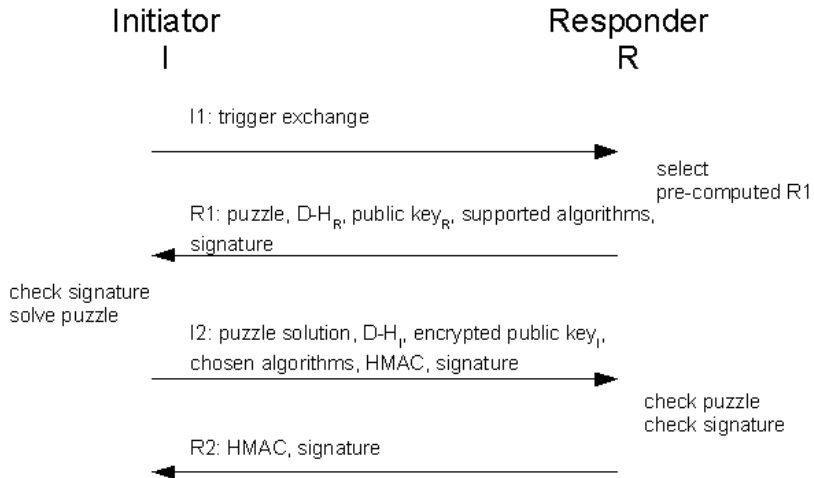 Initiator
I
Responder
R
I1: trigger exchange
select
pre-computed R1
R1: puzzle, D-H_R, public key_R, supported algorithms,
signature
check signature
solve puzzle
I2: puzzle solution, D-H_I, encrypted public key_I,
chosen algorithms, HMAC, signature
check puzzle
check signature
R2: HMAC, signature